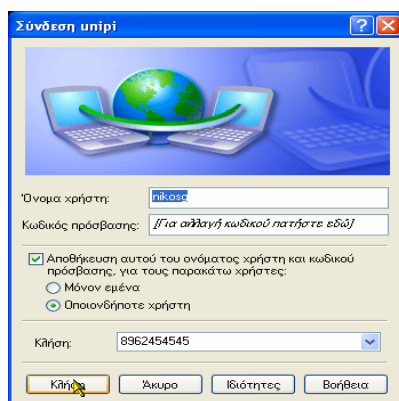 Σύνδεση unipi
Όνομα χρήστη: nikosg
Κωδικός πρόσβασης: [Για αλλαγή κωδικού πατήστε εδώ]
Αποθήκευση αυτού του ονόματος χρήστη και κωδικού
πρόσβασης, για τους παρακάτω χρήστες:
Μόνον εμένα
Οποιονδήποτε χρήστη
Κλήση: 8962454545
Κλήση Άκυρο Ιδιότητες Βοήθεια